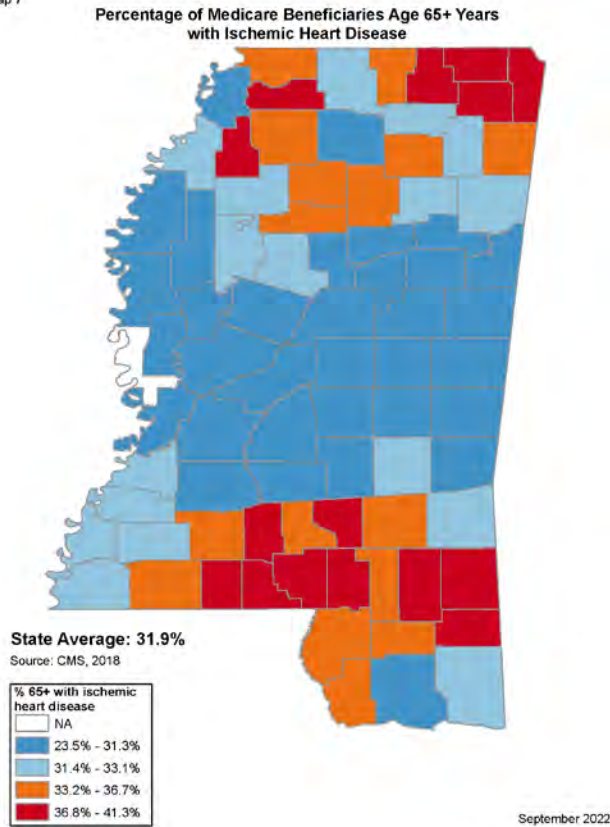 Percentage of Medicare Beneficiaries Age 65+ Years
with Ischemic Heart Disease
State Average: 31.9%
Source: CMS, 2018
% 65+ with ischemic
heart disease
NA
23.5% - 31.3%
31.4% - 33.1%
33.2% - 36.7%
36.8% - 41.3%
September 2022